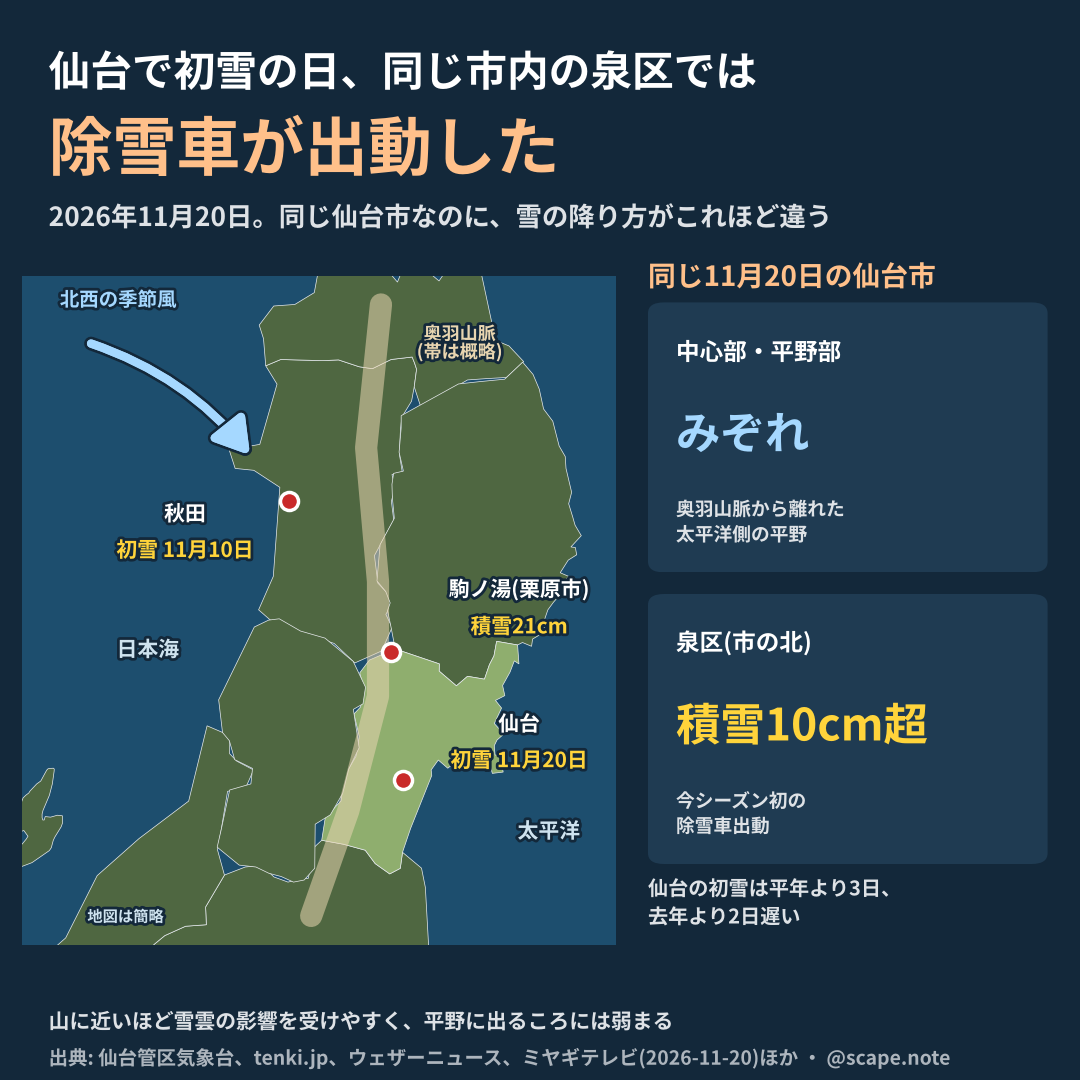 仙台で初雪の日、同じ市内の泉区では
除雪車が出動した
2026年11月20日。同じ仙台市なのに、雪の降り方がこれほど違う
北西の季節風
奥羽山脈
(帯は概略)
秋田
初雪 11月10日
駒ノ湯(栗原市)
積雪21cm
日本海
仙台
初雪 11月20日
太平洋
地図は簡略
同じ11月20日の仙台市
中心部・平野部
みぞれ
奥羽山脈から離れた
太平洋側の平野
泉区(市の北)
積雪10cm超
今シーズン初の
除雪車出動
仙台の初雪は平年より3日、
去年より2日遅い
山に近いほど雪雲の影響を受けやすく、平野に出るころには弱まる
出典: 仙台管区気象台、tenki.jp、ウェザーニュース、ミヤギテレビ(2026-11-20)ほか ・ @scape.note